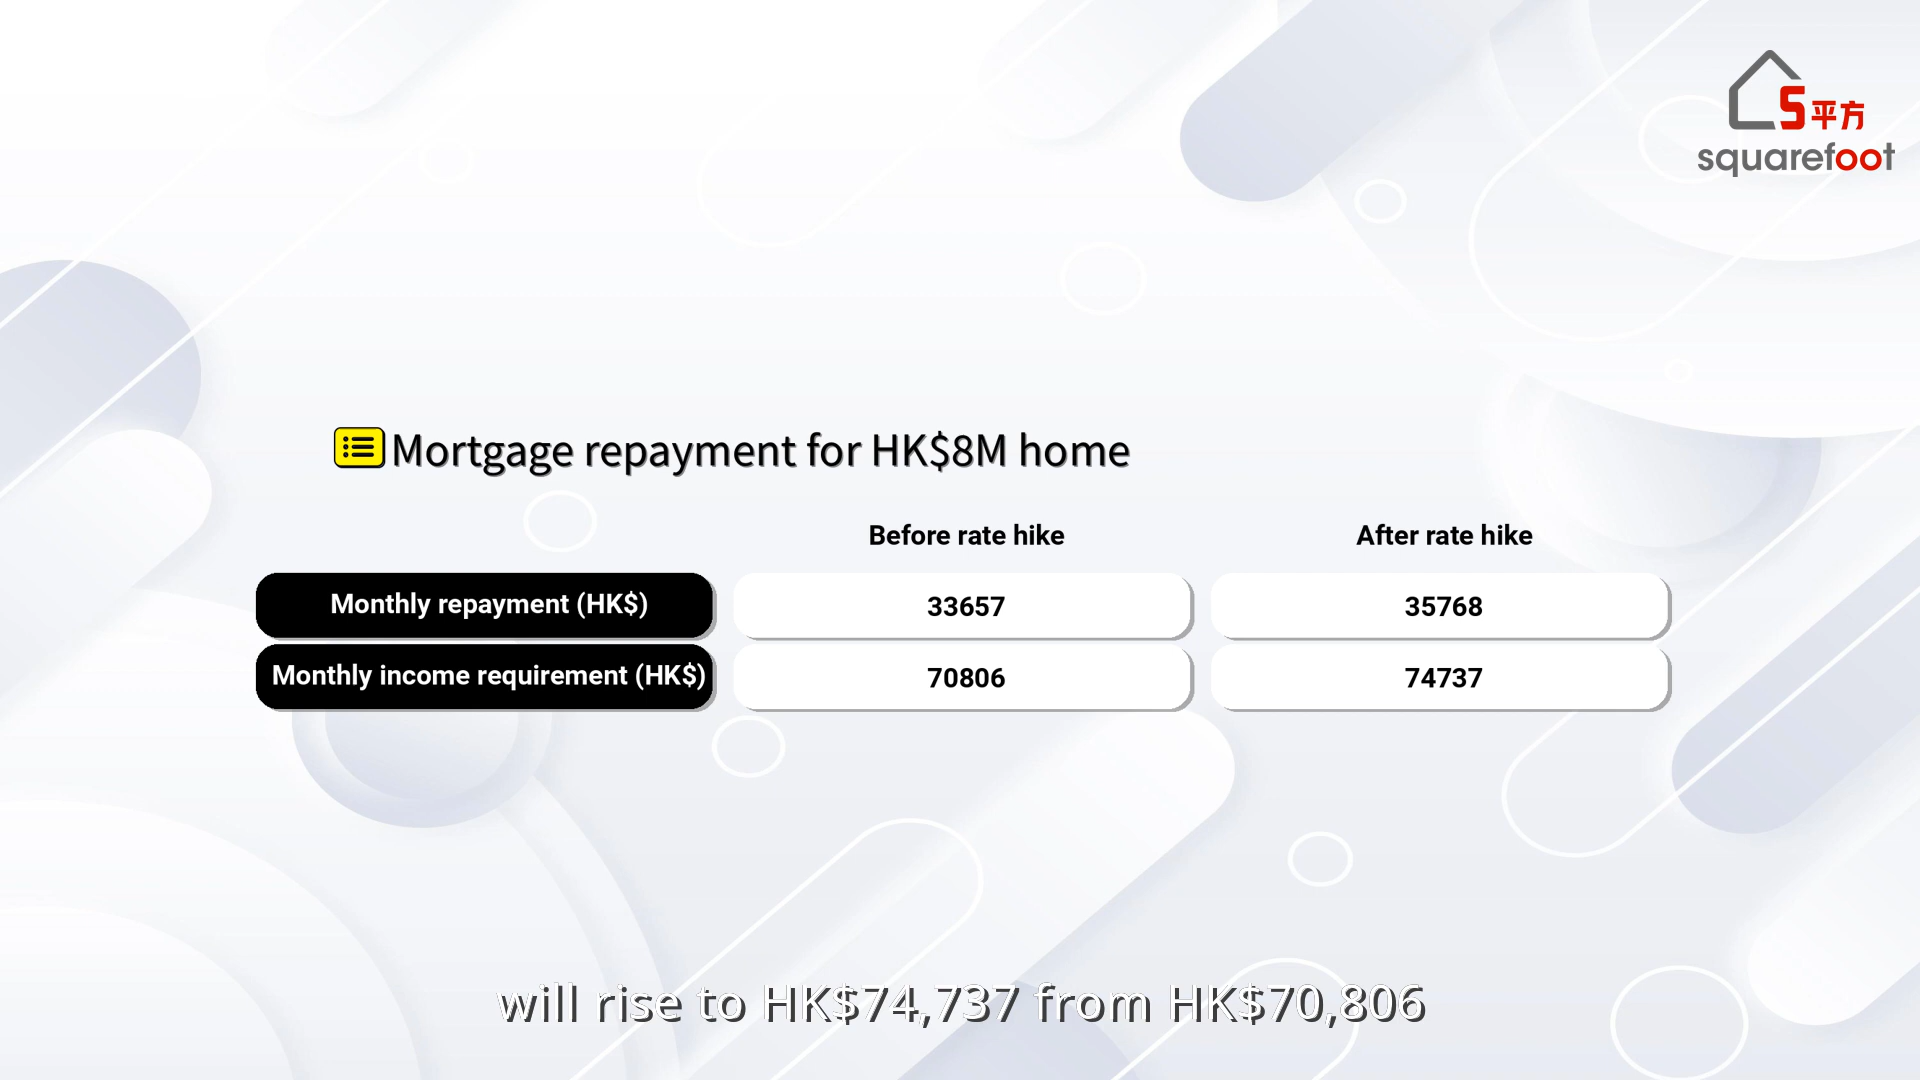 S平方
squarefoot
Mortgage repayment for HK$8M home
Before rate hike After rate hike
Monthly repayment (HK$) 33657 35768
Monthly income requirement (HK$) 70806 74737
will rise to HK$74,737 from HK$70,806